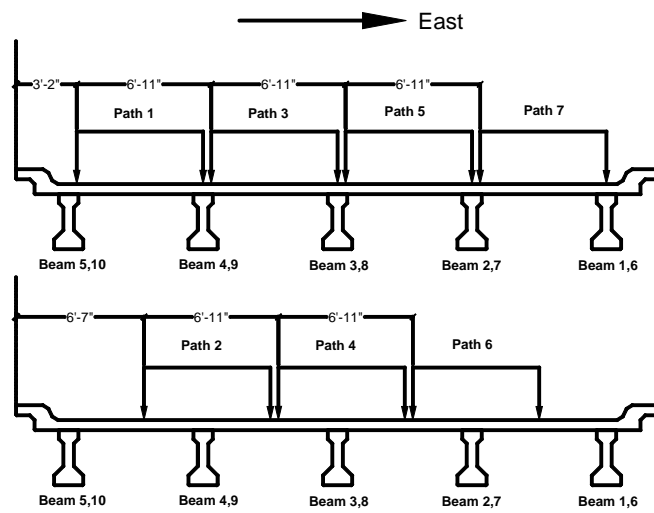 East
3'-2" 6'-11" 6'-11" 6'-11"
Path 1 Path 3 Path 5 Path 7
Beam 5,10 Beam 4,9 Beam 3,8 Beam 2,7 Beam 1,6
6'-7" 6'-11" 6'-11"
Path 2 Path 4 Path 6
Beam 5,10 Beam 4,9 Beam 3,8 Beam 2,7 Beam 1,6